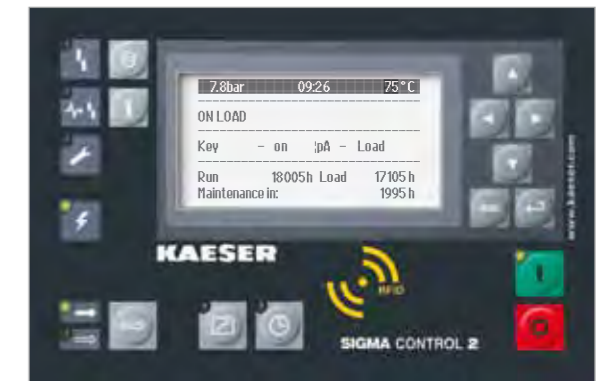 7.8bar 09:26 75°C
ON LOAD
Key - on ¦pA - Load
Run 18005h Load 17105h
Maintenance in: 1995h
KAESER
RFID
SIGMA CONTROL 2
www.kaeser.com